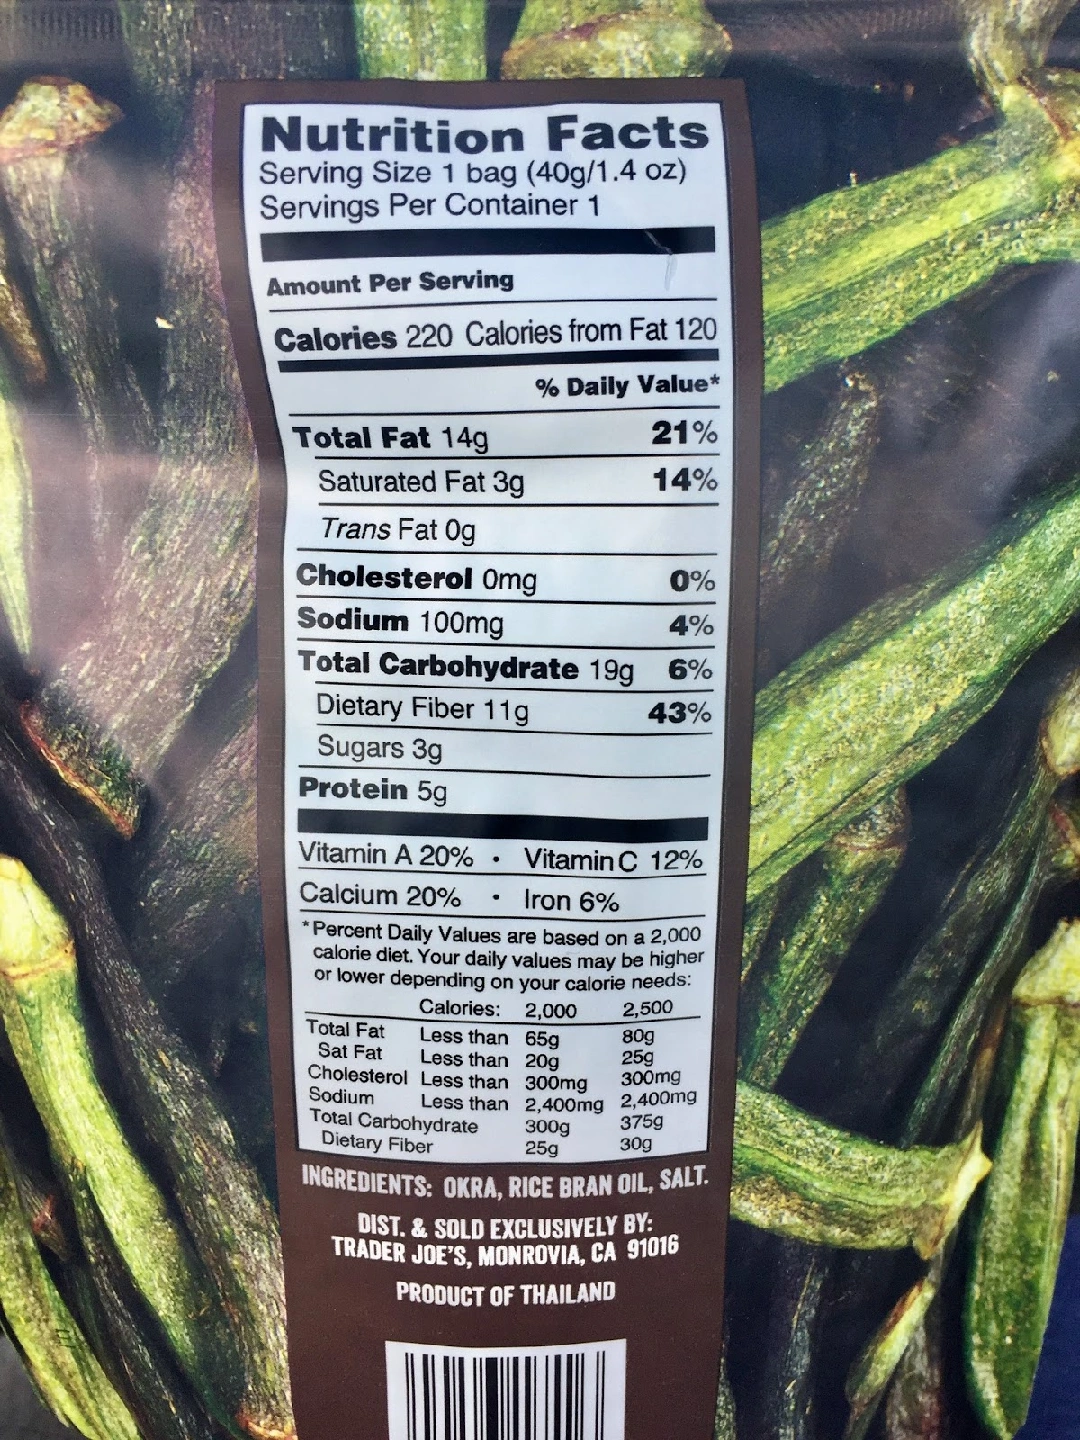 Nutrition Facts
Serving Size 1 bag (40g/1.4 oz)
Servings Per Container 1
Amount Per Serving
Calories 220 Calories from Fat 120
% Daily Value*
Total Fat 14g 21%
Saturated Fat 3g 14%
Trans Fat 0g
Cholesterol 0mg 0%
Sodium 100mg 4%
Total Carbohydrate 19g 6%
Dietary Fiber 11g 43%
Sugars 3g
Protein 5g
Vitamin A 20% • Vitamin C 12%
Calcium 20% • Iron 6%
*Percent Daily Values are based on a 2,000
calorie diet. Your daily values may be higher
or lower depending on your calorie needs:
Calories: 2,000 2,500
Total Fat Less than 65g 80g
Sat Fat Less than 20g 25g
Cholesterol Less than 300mg 300mg
Sodium Less than 2,400mg 2,400mg
Total Carbohydrate 300g 375g
Dietary Fiber 25g 30g
INGREDIENTS: OKRA, RICE BRAN OIL, SALT.
DIST. & SOLD EXCLUSIVELY BY:
TRADER JOE'S, MONROVIA, CA 91016
PRODUCT OF THAILAND